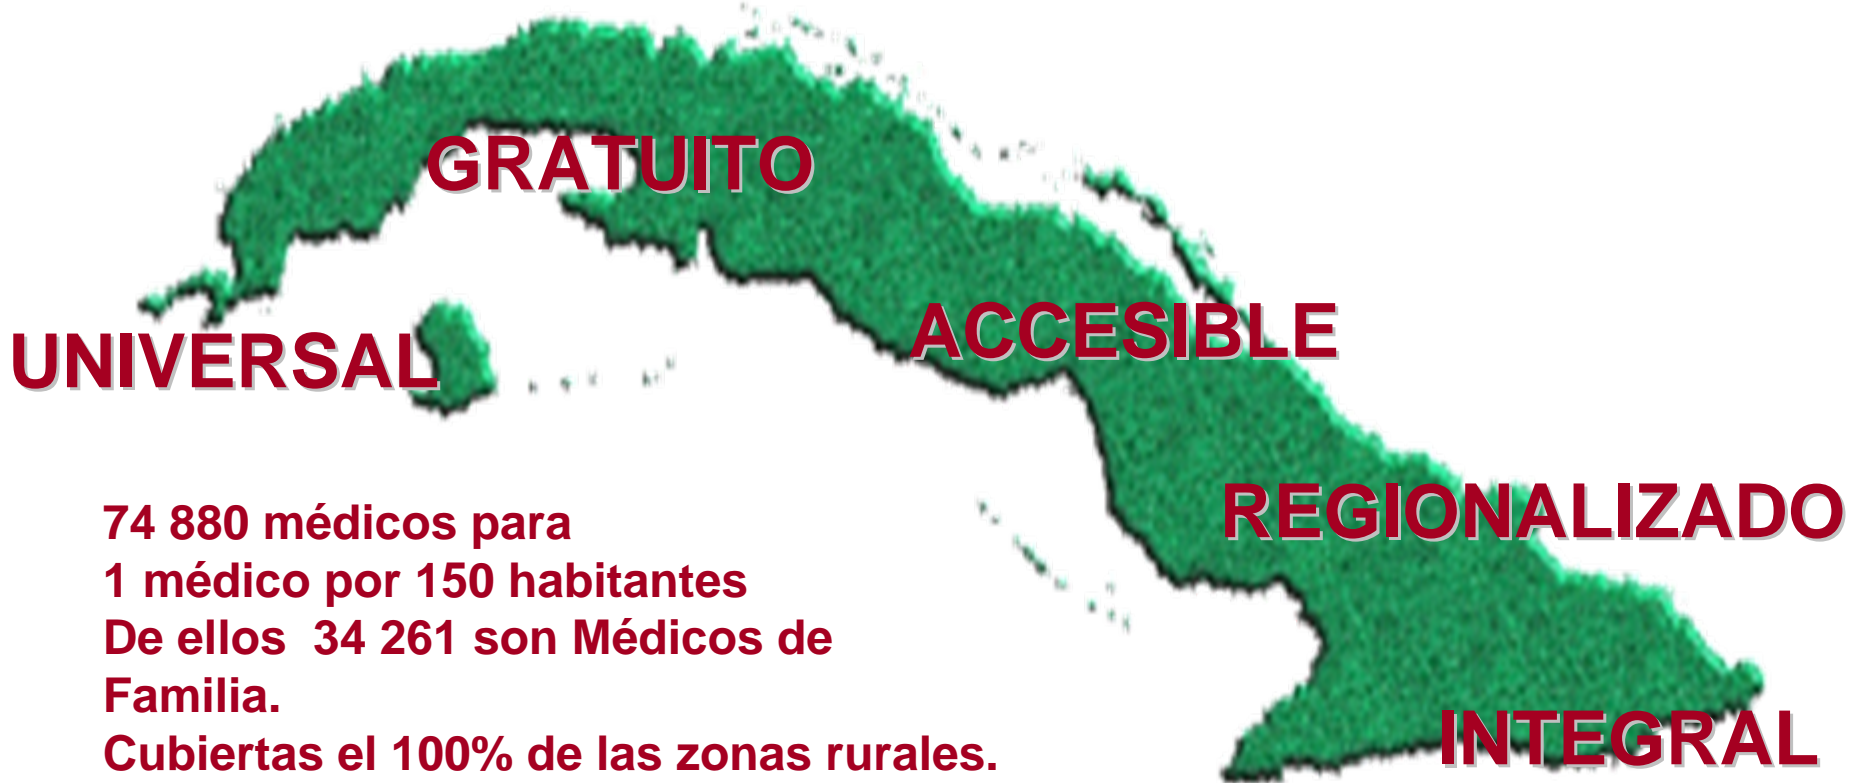 GRATUITO
ACCESIBLE
UNIVERSAL
REGIONALIZADO
74 880 médicos para
1 médico por 150 habitantes
De ellos  34 261 son Médicos de
Familia.
Cubiertas el 100% de las zonas rurales.
INTEGRAL